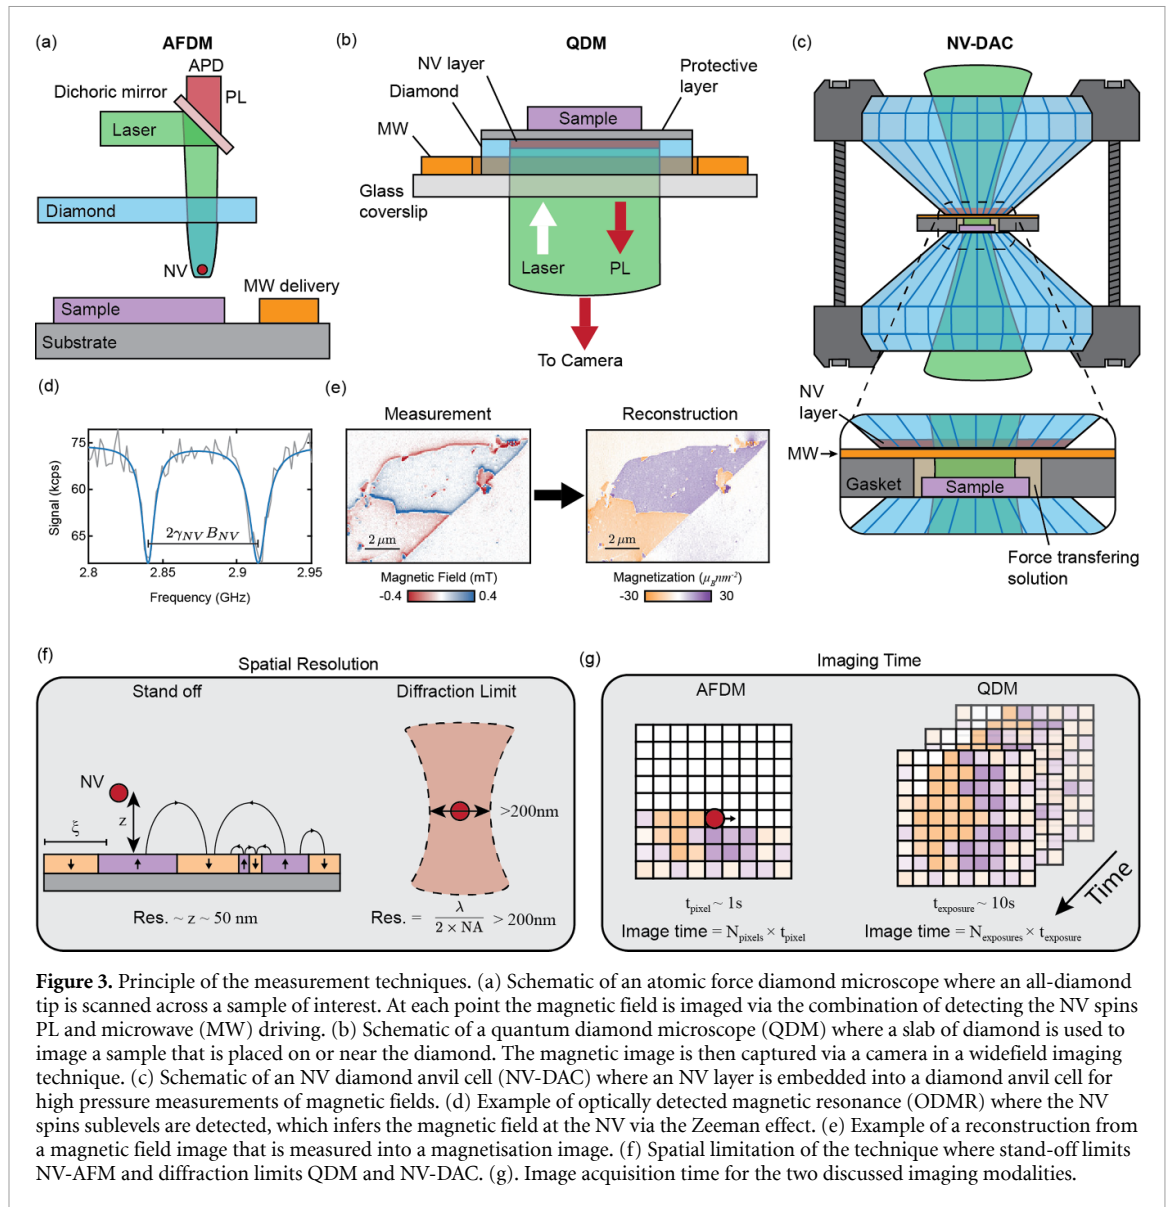 (a)
AFDM
APD
Dichoric mirror
PL
Laser
Diamond
NV
MW delivery
Sample
Substrate
(b)
QDM
NV layer
Protective
layer
Diamond
Sample
MW
Glass
coverslip
Laser
PL
To Camera
(c)
NV-DAC
NV
layer
MW
Gasket
Sample
Force transfering
solution
(d)
75
60
65
Signal (kcps)
2γNV BNV
2.8
2.85
2.9
2.95
Frequency (GHz)
(e)
Measurement
Reconstruction
2 μm
2 μm
Magnetic Field (mT)
-0.4
0.4
Magnetization (μB nm-2)
-30
30
(f)
Spatial Resolution
Stand off
Diffraction Limit
NV
z
ξ
>200nm
Res. ~ z ~ 50 nm
Res. = λ / 2 × NA > 200nm
(g)
Imaging Time
AFDM
QDM
Time
tpixel ~ 1s
texposure ~ 10s
Image time = Npixels × tpixel
Image time = Nexposures × texposure
Figure 3. Principle of the measurement techniques. (a) Schematic of an atomic force diamond microscope where an all-diamond
tip is scanned across a sample of interest. At each point the magnetic field is imaged via the combination of detecting the NV spins
PL and microwave (MW) driving. (b) Schematic of a quantum diamond microscope (QDM) where a slab of diamond is used to
image a sample that is placed on or near the diamond. The magnetic image is then captured via a camera in a widefield imaging
technique. (c) Schematic of an NV diamond anvil cell (NV-DAC) where an NV layer is embedded into a diamond anvil cell for
high pressure measurements of magnetic fields. (d) Example of optically detected magnetic resonance (ODMR) where the NV
spins sublevels are detected, which infers the magnetic field at the NV via the Zeeman effect. (e) Example of a reconstruction from
a magnetic field image that is measured into a magnetisation image. (f) Spatial limitation of the technique where stand-off limits
NV-AFM and diffraction limits QDM and NV-DAC. (g). Image acquisition time for the two discussed imaging modalities.